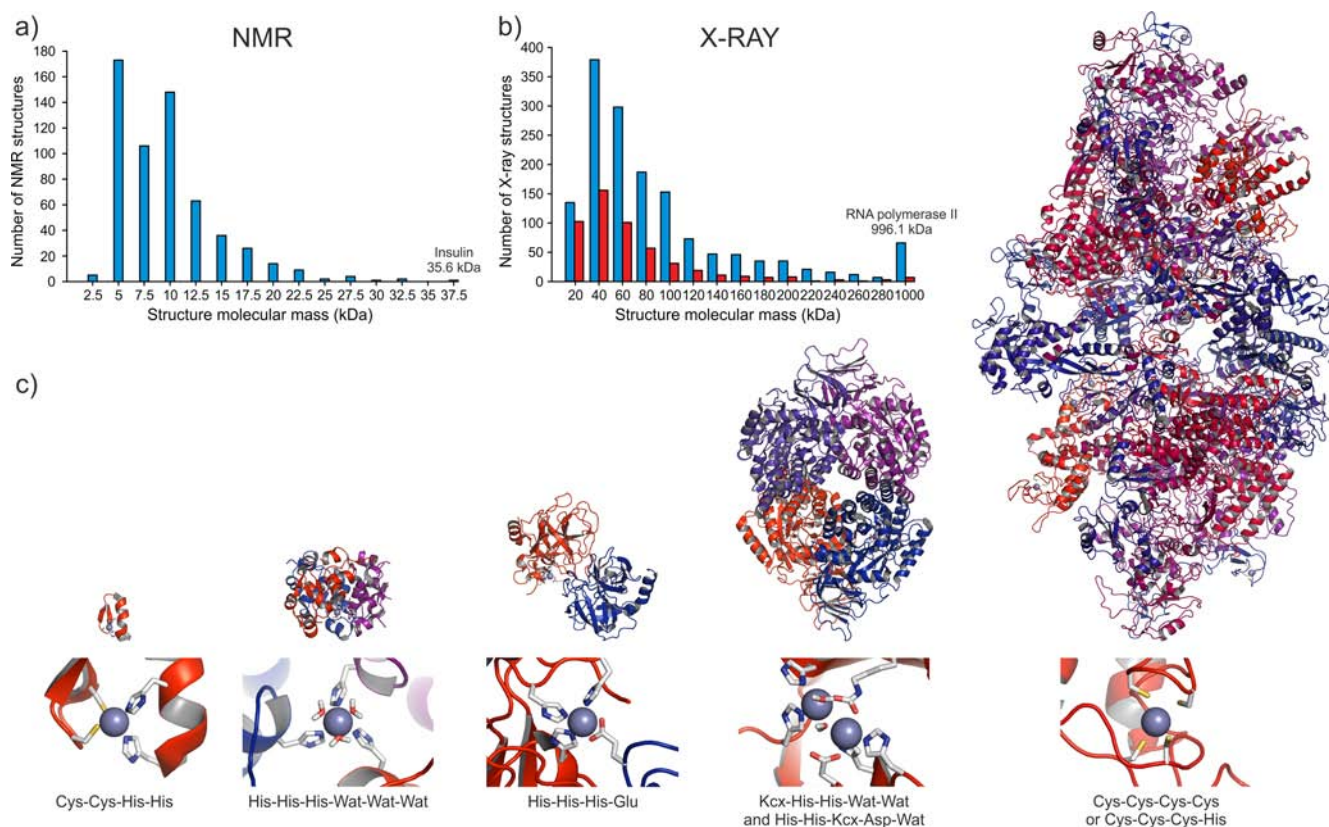 a)
NMR
Number of NMR structures
180
160
140
120
100
80
60
40
20
0
2.5 5 7.5 10 12.5 15 17.5 20 22.5 25 27.5 30 32.5 35 37.5
Structure molecular mass (kDa)
Insulin
35.6 kDa
b)
X-RAY
Number of X-ray structures
400
350
300
250
200
150
100
50
0
20 40 60 80 100 120 140 160 180 200 220 240 260 280 1000
Structure molecular mass (kDa)
RNA polymerase II
996.1 kDa
c)
Cys-Cys-His-His
His-His-His-Wat-Wat-Wat
His-His-His-Glu
Kcx-His-His-Wat-Wat
and His-His-Kcx-Asp-Wat
Cys-Cys-Cys-Cys
or Cys-Cys-Cys-His